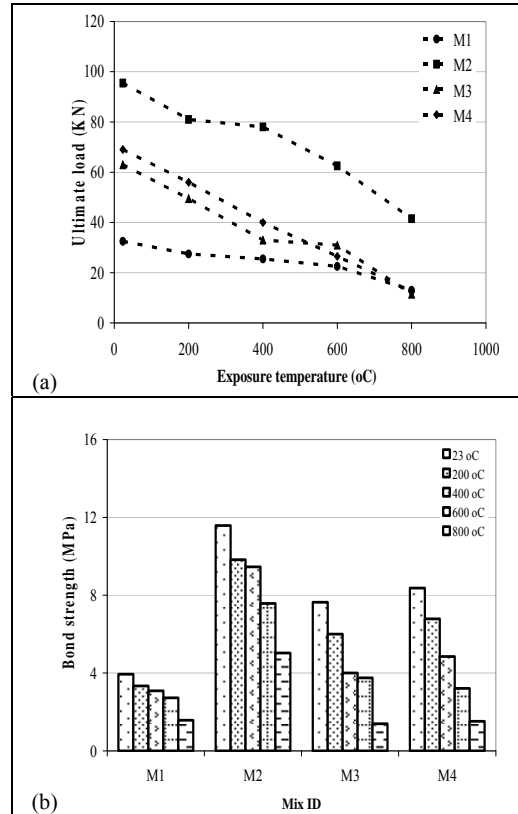 120
100
80
60
40
20
0
Ultimate load (KN)
M1
M2
M3
M4
0 200 400 600 800 1000
Exposure temperature (oC)
(a)
16
12
8
4
0
Bond strength (MPa)
23 oC
200 oC
400 oC
600 oC
800 oC
M1 M2 M3 M4
Mix ID
(b)